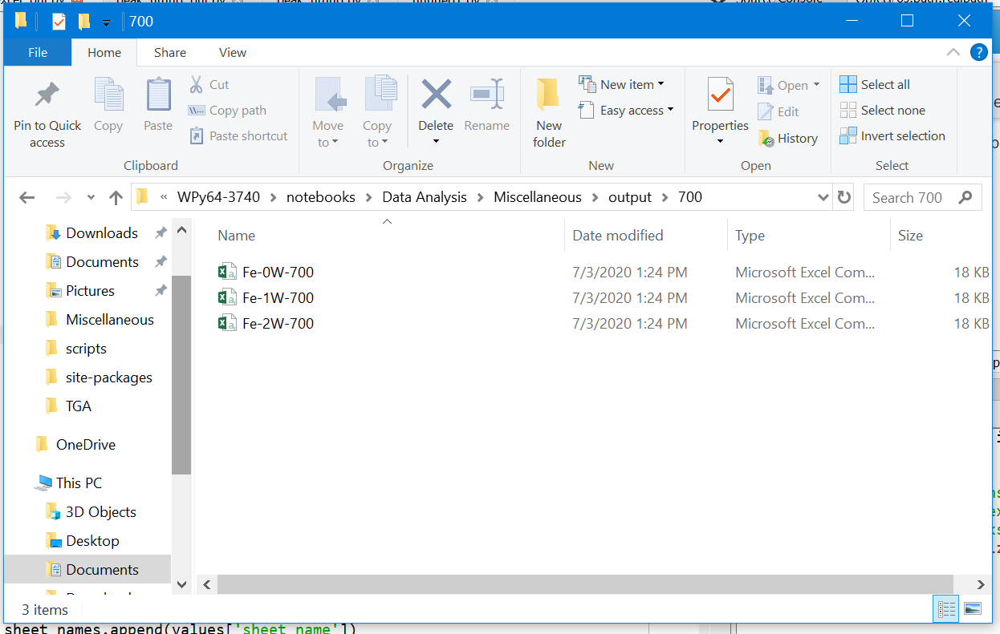 700
File Home Share View
Pin to Quick access
Copy
Paste
Cut
Copy path
Paste shortcut
Clipboard
Move to
Copy to
Delete
Rename
Organize
New folder
New item
Easy access
New
Properties
Open
Edit
History
Open
Select all
Select none
Invert selection
Select
« WPy64-3740 > notebooks > Data Analysis > Miscellaneous > output > 700
Search 700
Downloads
Documents
Pictures
Miscellaneous
scripts
site-packages
TGA
OneDrive
This PC
3D Objects
Desktop
Documents
Name Date modified Type Size
Fe-0W-700 7/3/2020 1:24 PM Microsoft Excel Com... 18 KB
Fe-1W-700 7/3/2020 1:24 PM Microsoft Excel Com... 18 KB
Fe-2W-700 7/3/2020 1:24 PM Microsoft Excel Com... 18 KB
3 items
sheet_names.append(values['sheet_name'])